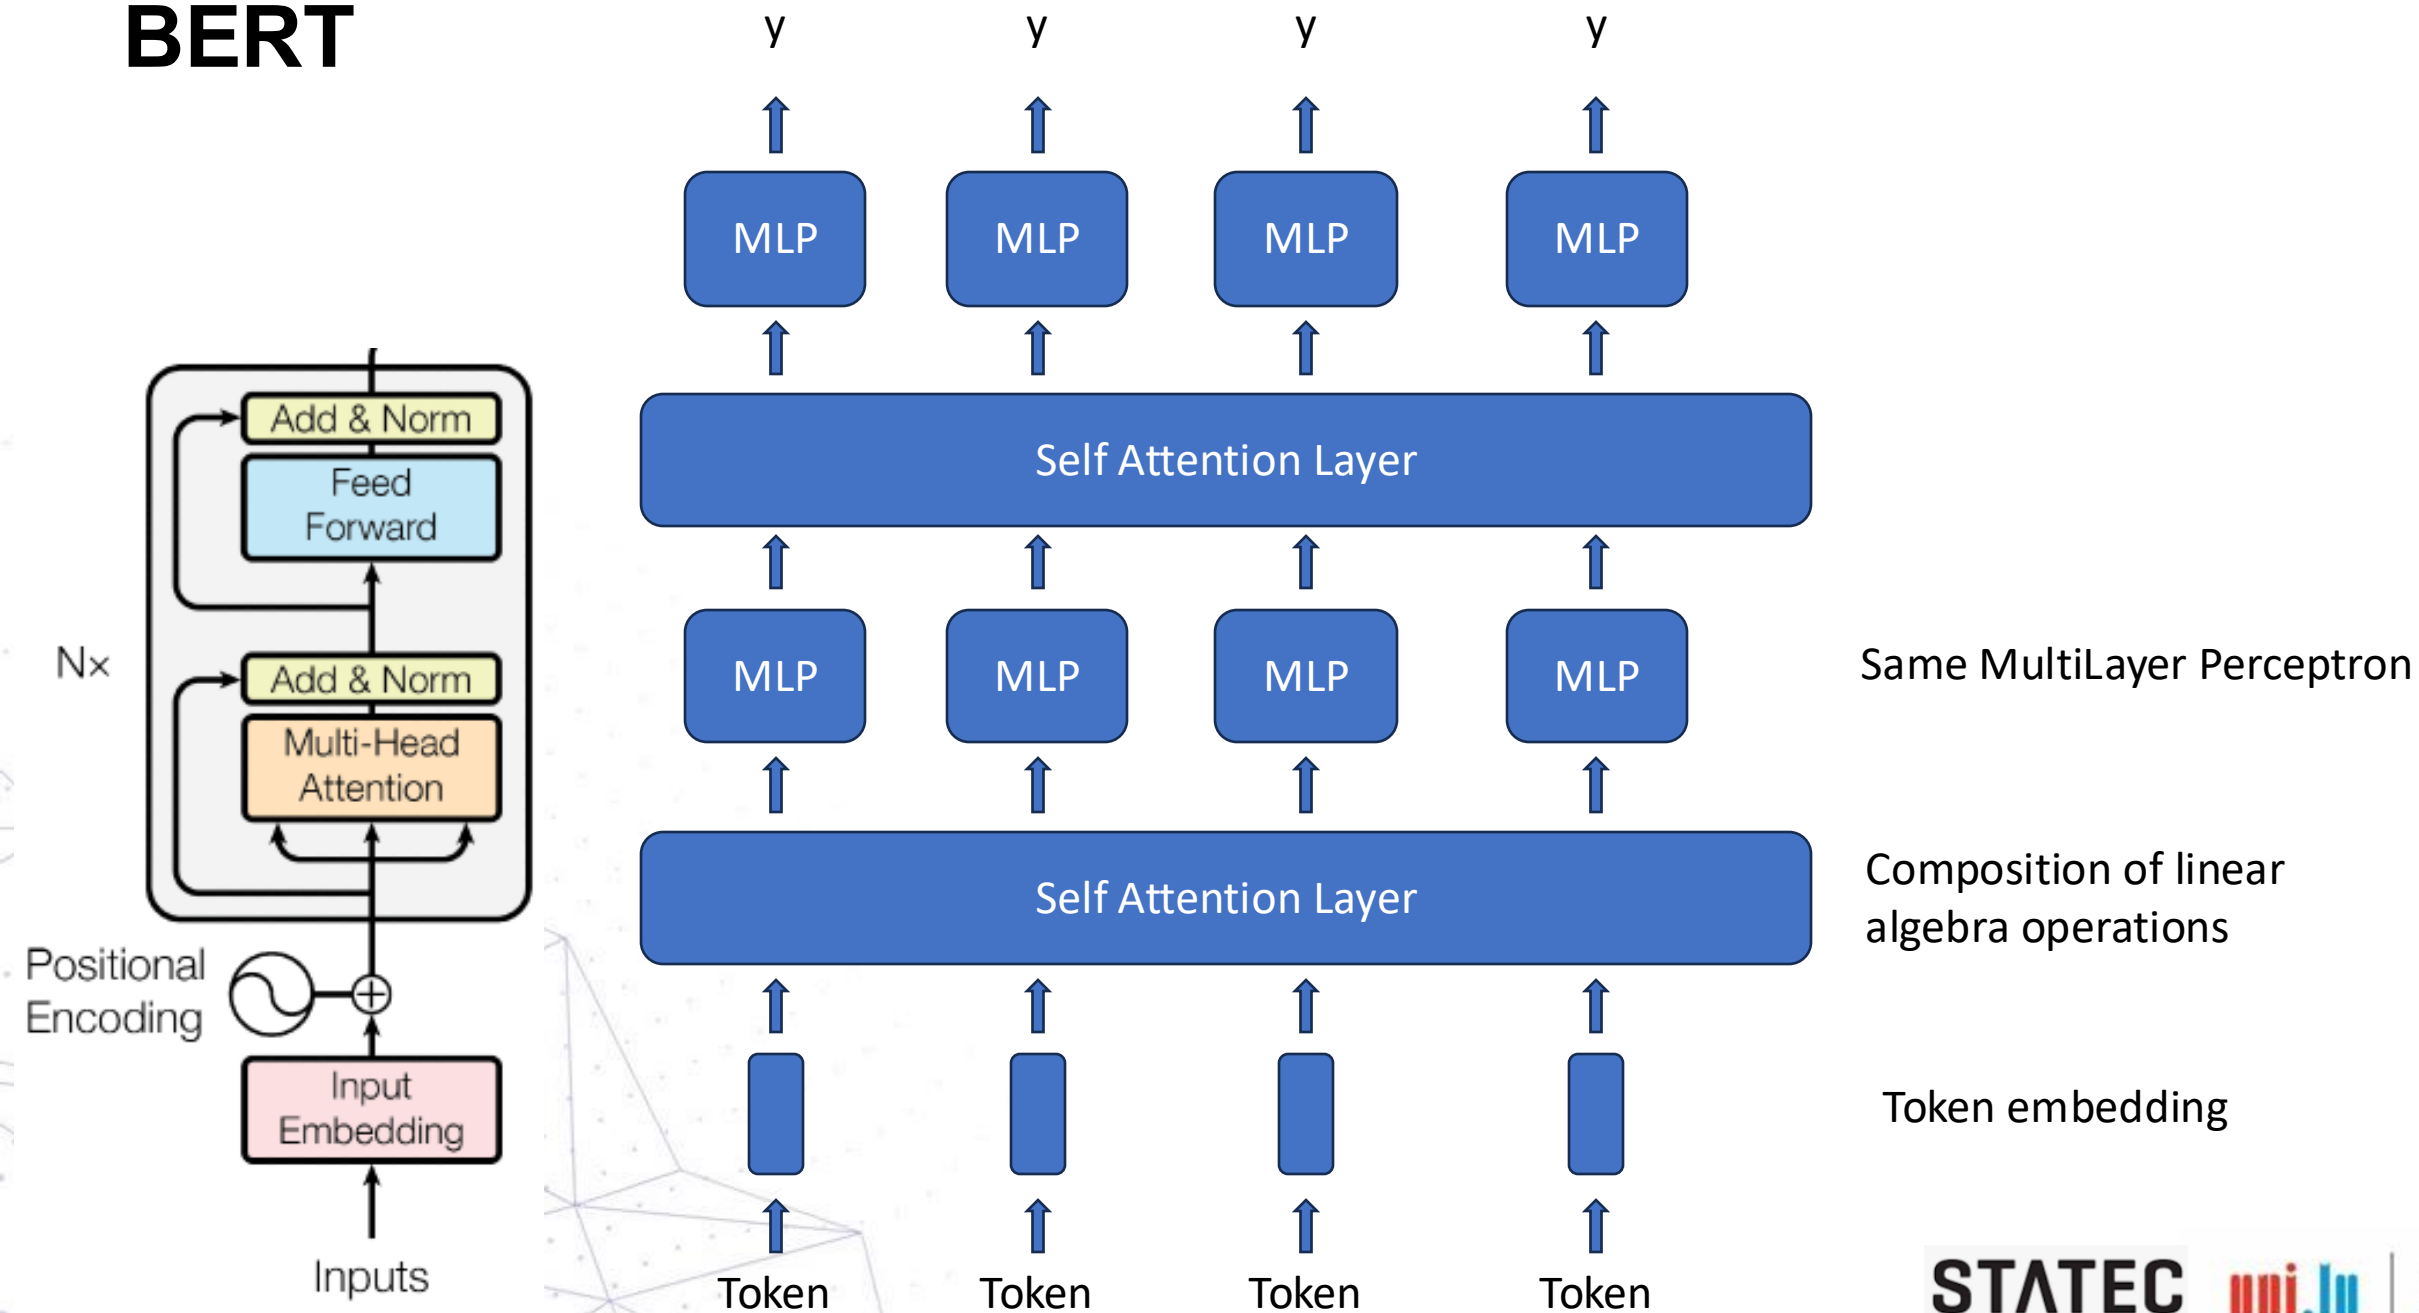 BERT
y y y y
MLP MLP MLP MLP
Self Attention Layer
MLP MLP MLP MLP
Same MultiLayer Perceptron
Self Attention Layer
Composition of linear
algebra operations
Token embedding
Token Token Token Token
Add & Norm
Feed
Forward
Nx
Add & Norm
Multi-Head
Attention
Positional
Encoding
Input
Embedding
Inputs
STATEC
uni.lu